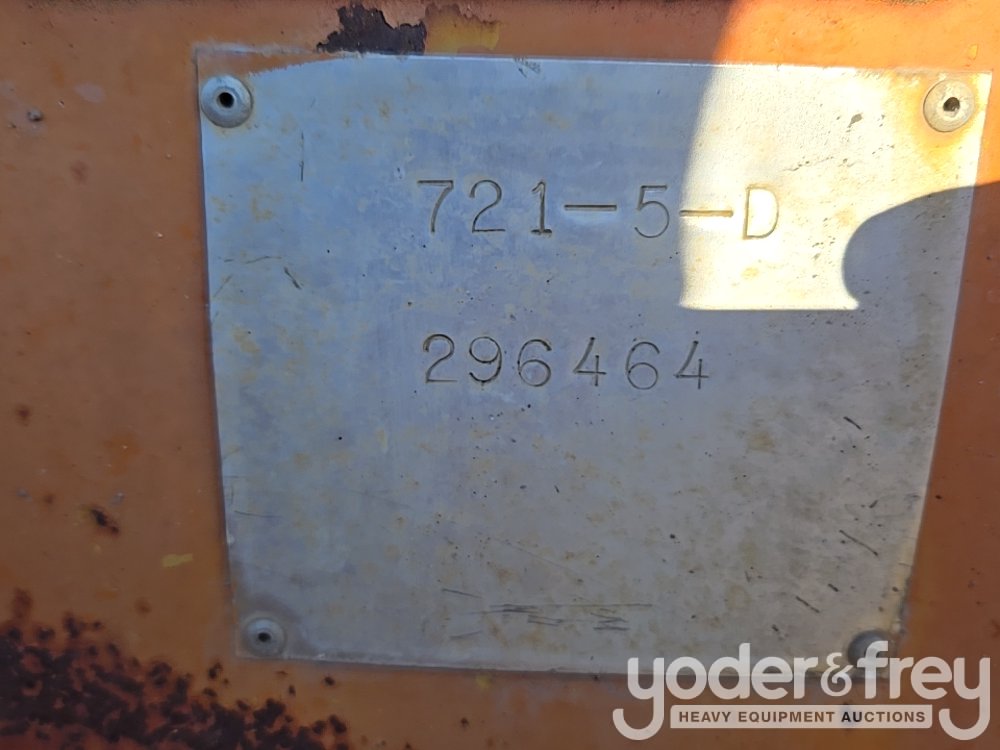 721-5-D
296464
yoder&frey
HEAVY EQUIPMENT AUCTIONS